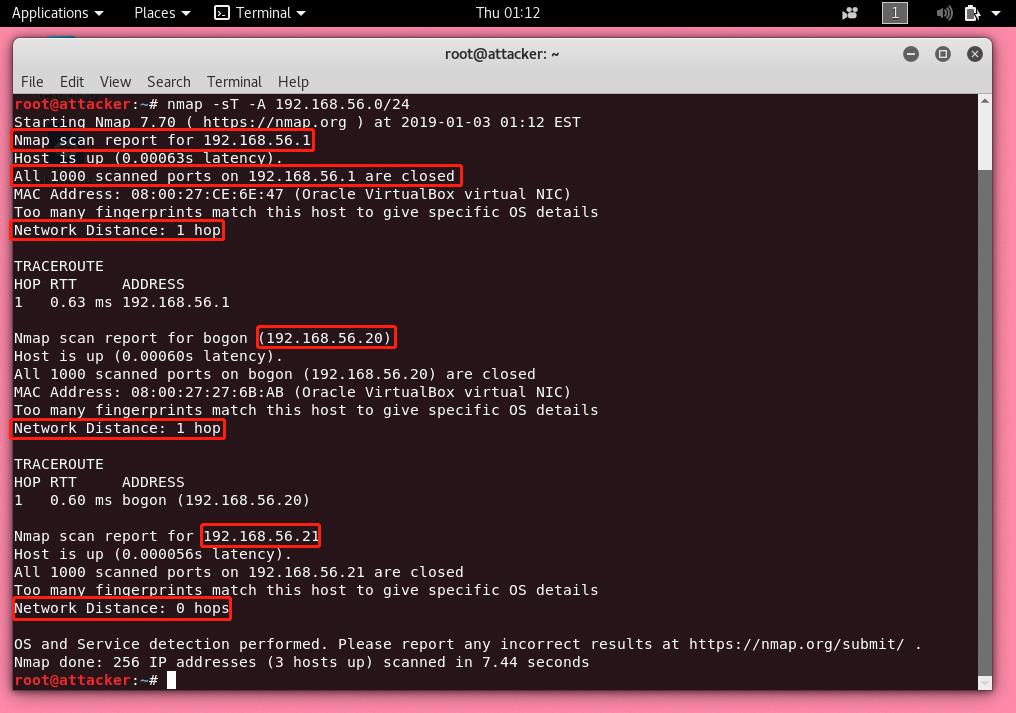 Applications Places Terminal Thu 01:12 1
root@attacker: ~
File Edit View Search Terminal Help
root@attacker:~# nmap -sT -A 192.168.56.0/24
Starting Nmap 7.70 ( https://nmap.org ) at 2019-01-03 01:12 EST
Nmap scan report for 192.168.56.1
Host is up (0.00063s latency).
All 1000 scanned ports on 192.168.56.1 are closed
MAC Address: 08:00:27:CE:6E:47 (Oracle VirtualBox virtual NIC)
Too many fingerprints match this host to give specific OS details
Network Distance: 1 hop
TRACEROUTE
HOP RTT     ADDRESS
1   0.63 ms 192.168.56.1
Nmap scan report for bogon (192.168.56.20)
Host is up (0.00060s latency).
All 1000 scanned ports on bogon (192.168.56.20) are closed
MAC Address: 08:00:27:27:6B:AB (Oracle VirtualBox virtual NIC)
Too many fingerprints match this host to give specific OS details
Network Distance: 1 hop
TRACEROUTE
HOP RTT     ADDRESS
1   0.60 ms bogon (192.168.56.20)
Nmap scan report for 192.168.56.21
Host is up (0.000056s latency).
All 1000 scanned ports on 192.168.56.21 are closed
Too many fingerprints match this host to give specific OS details
Network Distance: 0 hops
OS and Service detection performed. Please report any incorrect results at https://nmap.org/submit/ .
Nmap done: 256 IP addresses (3 hosts up) scanned in 7.44 seconds
root@attacker:~#